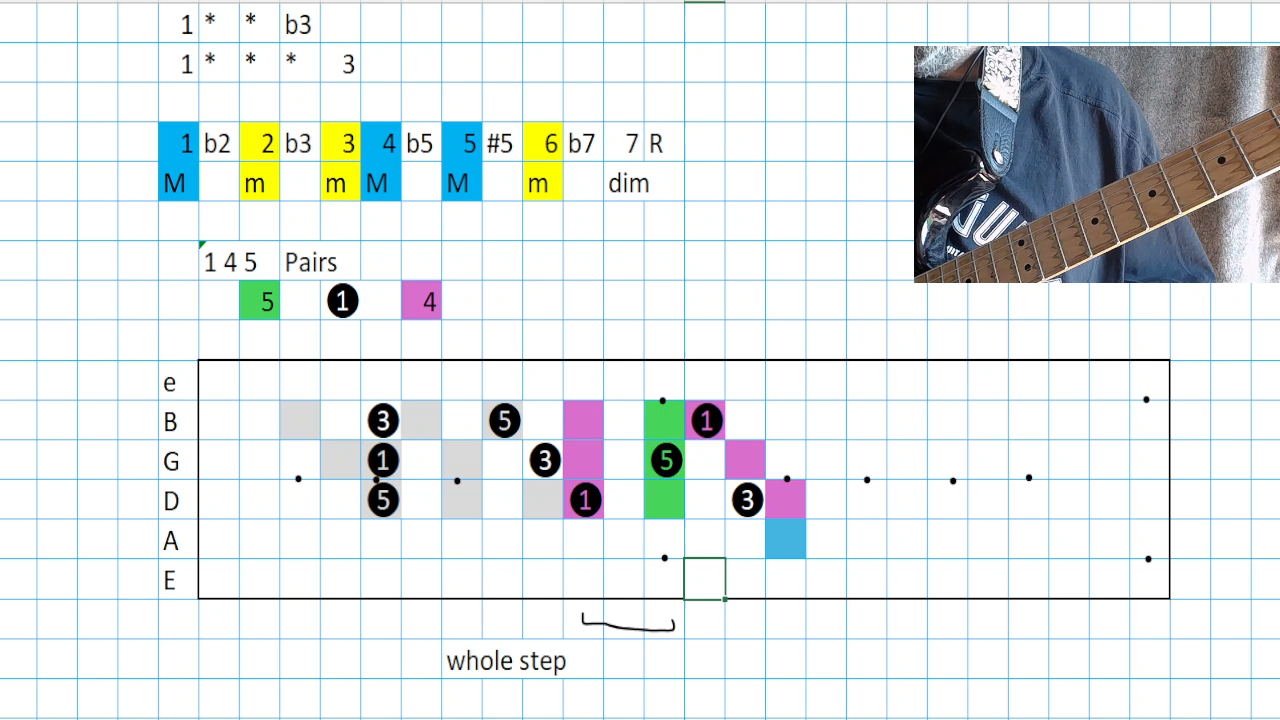 1 * * b3
1 * * * 3
1 b2 2 b3 3 4 b5 5 #5 6 b7 7 R
M m m M M m dim
1 4 5 Pairs
5 1 4
e
B 3 5 1
G 1 3 5
D 5 1 3
A
E
whole step